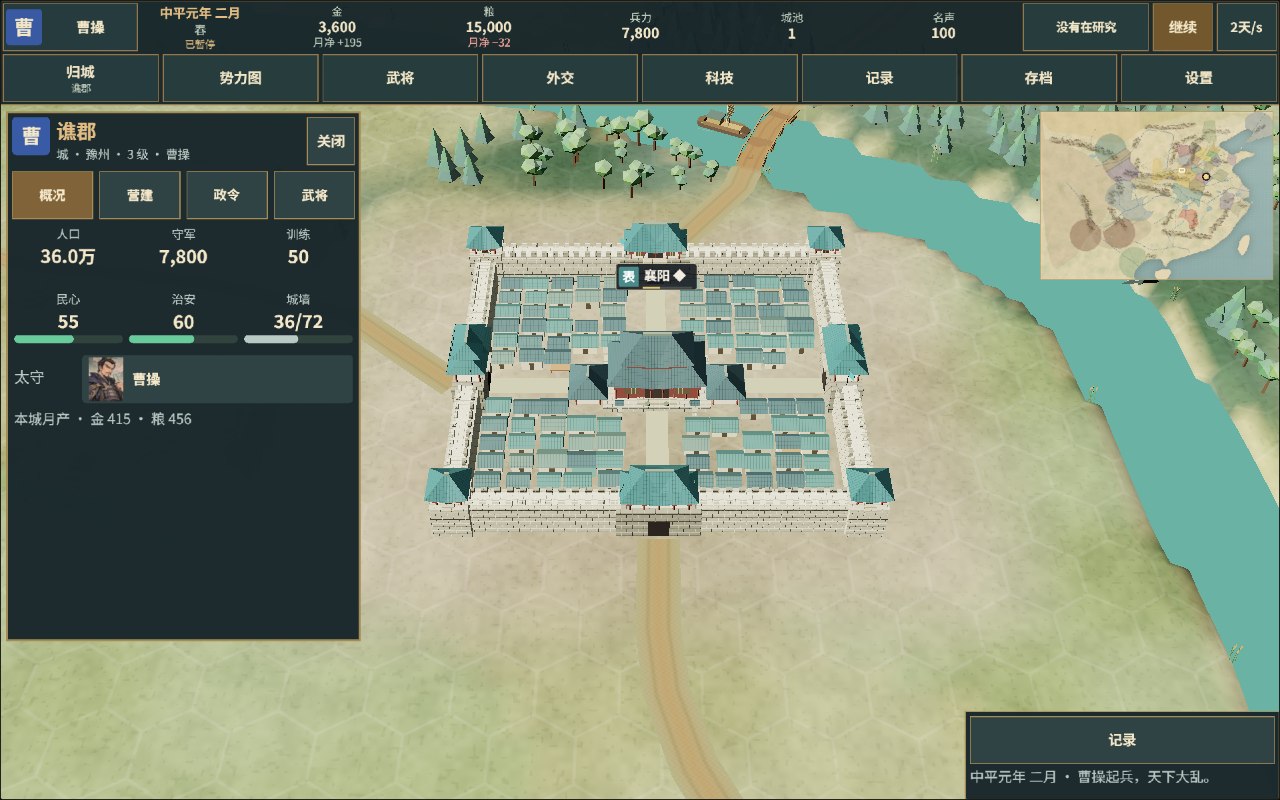 曹 曹操
中平元年 二月
春
已暂停
金
3,600
月净 +195
粮
15,000
月净 −32
兵力
7,800
城池
1
名声
100
没有在研究
继续
2天/s
归城
谯郡
势力图
武将
外交
科技
记录
存档
设置
曹 谯郡
城 · 豫州 · 3 级 · 曹操
关闭
概况
营建
政令
武将
人口 守军 训练
36.0万 7,800 50
民心 治安 城墙
55 60 36/72
太守 曹操
本城月产 · 金 415 · 粮 456
表 襄阳
记录
中平元年 二月 · 曹操起兵，天下大乱。